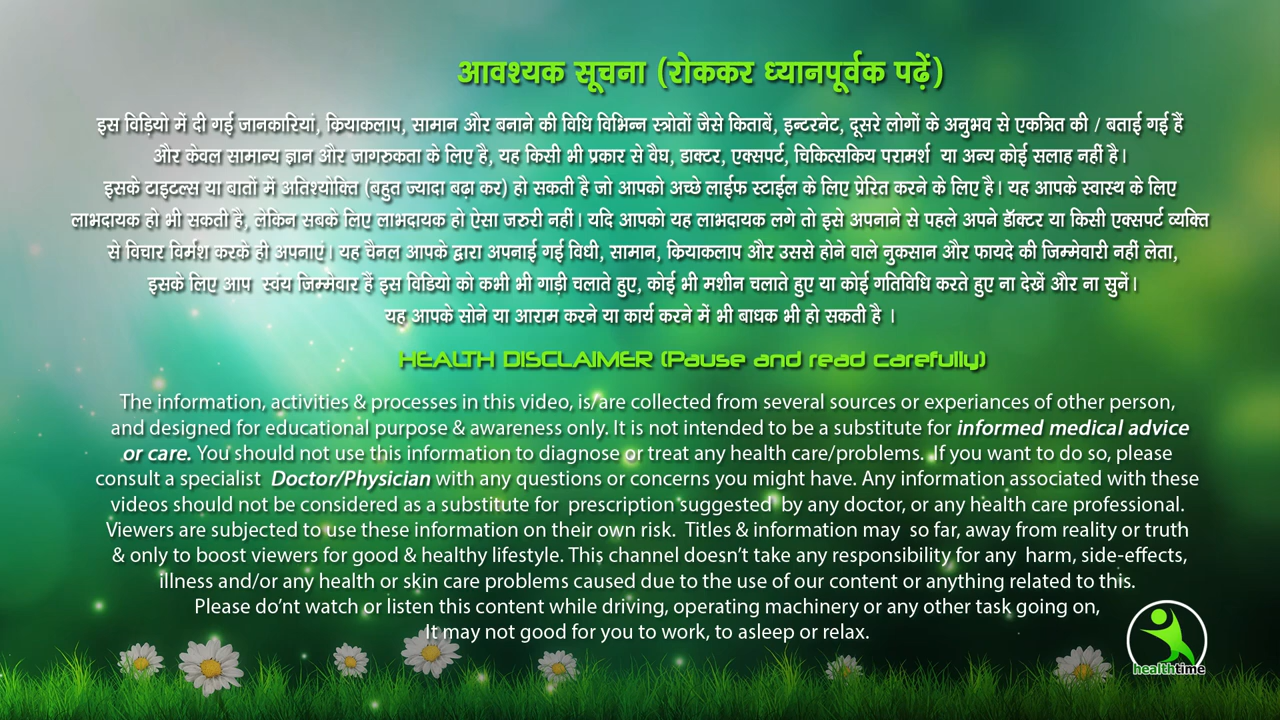 आवश्यक सूचना (रोककर ध्यानपूर्वक पढ़ें)
इस विड़ियो में दी गई जानकारियां, क्रियाकलाप, सामान और बनाने की विधि विभिन्न स्त्रोतों जैसे किताबें, इन्टरनेट, दूसरे लोगों के अनुभव से एकत्रित की / बताई गई हैं
और केवल सामान्य ज्ञान और जागरुकता के लिए है, यह किसी भी प्रकार से वैघ, डाक्टर, एक्सपर्ट, चिकित्सकिय परामर्श या अन्य कोई सलाह नहीं है।
इसके टाइटल्स या बातों में अतिश्योक्ति (बहुत ज्यादा बढ़ा कर) हो सकती है जो आपको अच्छे लाईफ स्टाईल के लिए प्रेरित करने के लिए है। यह आपके स्वास्थ के लिए
लाभदायक हो भी सकती है, लेकिन सबके लिए लाभदायक हो ऐसा जरुरी नहीं। यदि आपको यह लाभदायक लगे तो इसे अपनाने से पहले अपने डॉक्टर या किसी एक्सपर्ट व्यक्ति
से विचार विर्मश करके ही अपनाएं। यह चैनल आपके द्वारा अपनाई गई विधी, सामान, क्रियाकलाप और उससे होने वाले नुकसान और फायदे की जिम्मेवारी नहीं लेता,
इसके लिए आप स्वंय जिम्मेवार हैं इस विडियो को कभी भी गाड़ी चलाते हुए, कोई भी मशीन चलाते हुए या कोई गतिविधि करते हुए ना देखें और ना सुनें।
यह आपके सोने या आराम करने या कार्य करने में भी बाधक भी हो सकती है ।
HEALTH DISCLAIMER (Pause and read carefully)
The information, activities & processes in this video, is/are collected from several sources or experiances of other person,
and designed for educational purpose & awareness only. It is not intended to be a substitute for informed medical advice
or care. You should not use this information to diagnose or treat any health care/problems. If you want to do so, please
consult a specialist Doctor/Physician with any questions or concerns you might have. Any information associated with these
videos should not be considered as a substitute for prescription suggested by any doctor, or any health care professional.
Viewers are subjected to use these information on their own risk. Titles & information may so far, away from reality or truth
& only to boost viewers for good & healthy lifestyle. This channel doesn't take any responsibility for any harm, side-effects,
illness and/or any health or skin care problems caused due to the use of our content or anything related to this.
Please do'nt watch or listen this content while driving, operating machinery or any other task going on,
It may not good for you to work, to asleep or relax.
healthtime